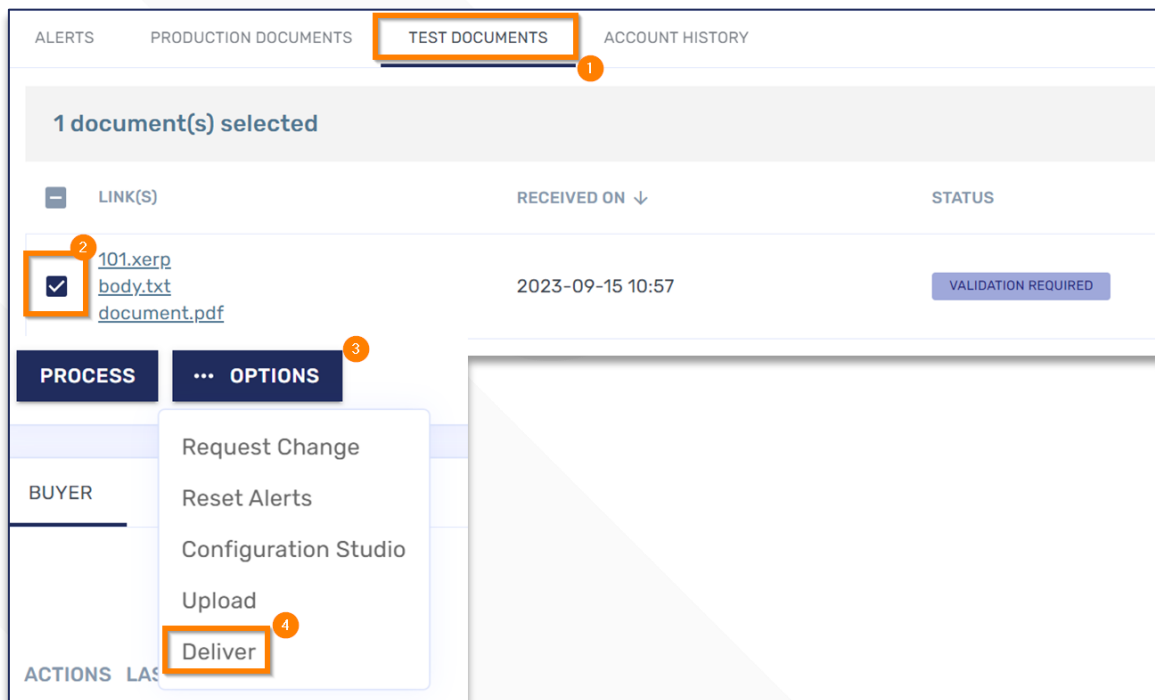 ALERTS PRODUCTION DOCUMENTS TEST DOCUMENTS ACCOUNT HISTORY
1
1 document(s) selected
LINK(S) RECEIVED ON ↓ STATUS
2
101.xerp
body.txt 2023-09-15 10:57 VALIDATION REQUIRED
document.pdf
3
PROCESS ••• OPTIONS
Request Change
BUYER Reset Alerts
Configuration Studio
Upload
4
Deliver
ACTIONS LAS